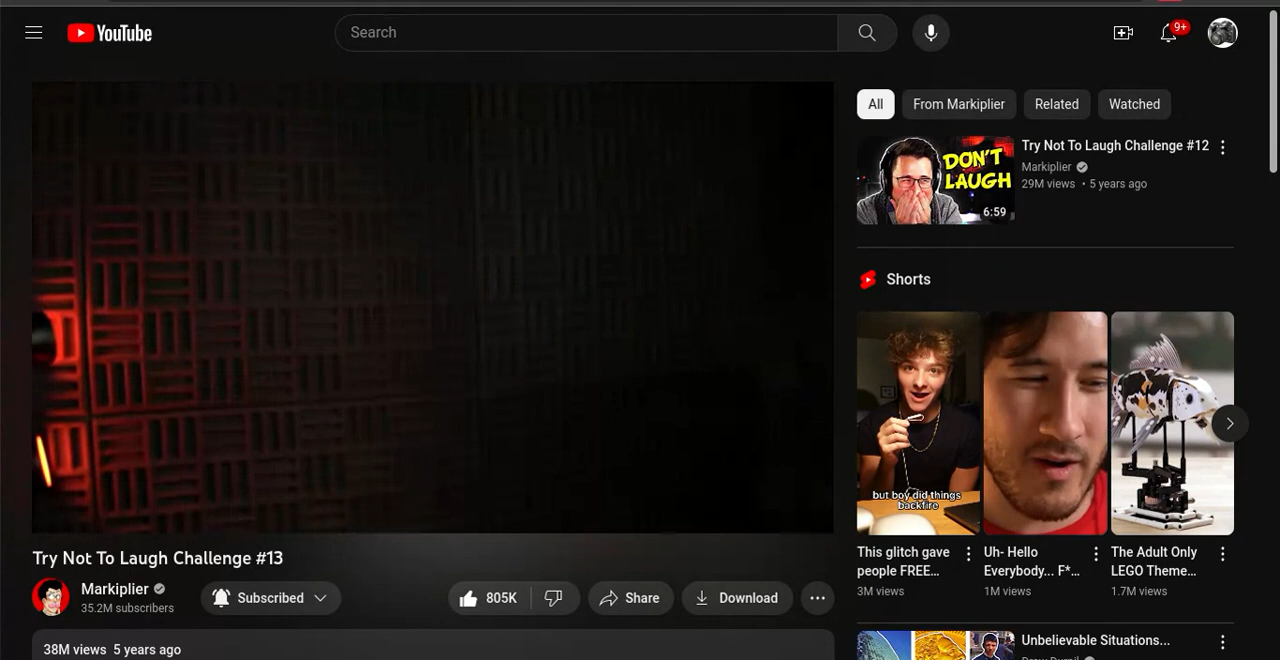 YouTube
Search
9+
All
From Markiplier
Related
Watched
DON'T
LAUGH
6:59
Try Not To Laugh Challenge #12
Markiplier
29M views • 5 years ago
Shorts
but boy did things
backfire
This glitch gave
people FREE...
3M views
Uh- Hello
Everybody... F*...
1M views
The Adult Only
LEGO Theme...
1.7M views
Try Not To Laugh Challenge #13
Markiplier
35.2M subscribers
Subscribed
805K
Share
Download
38M views 5 years ago
Unbelievable Situations...